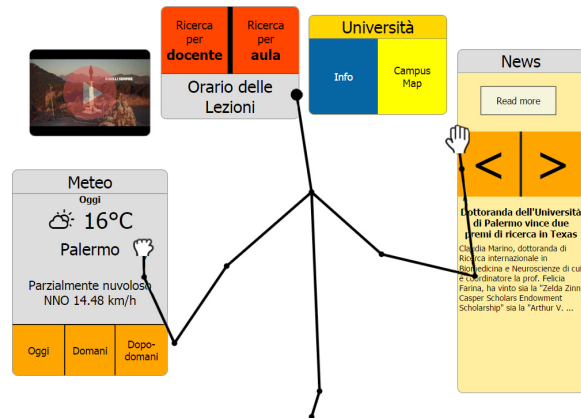 Ricerca
per
docente
Ricerca
per
aula
Orario delle
Lezioni
Università
Info
Campus
Map
News
Read more
< >
Dottoranda dell'Università
di Palermo vince due
premi di ricerca in Texas
Claudia Marino, dottoranda di
Ricerca internazionale in
Biomedicina e Neuroscienze di cui
è coordinatore la prof. Felicia
Farina, ha vinto sia la "Zelda Zinn
Casper Scholars Endowment
Scholarship" sia la "Arthur V. ...
Meteo
Oggi
16°C
Palermo
Parzialmente nuvoloso
NNO 14.48 km/h
Oggi
Domani
Dopo-
domani